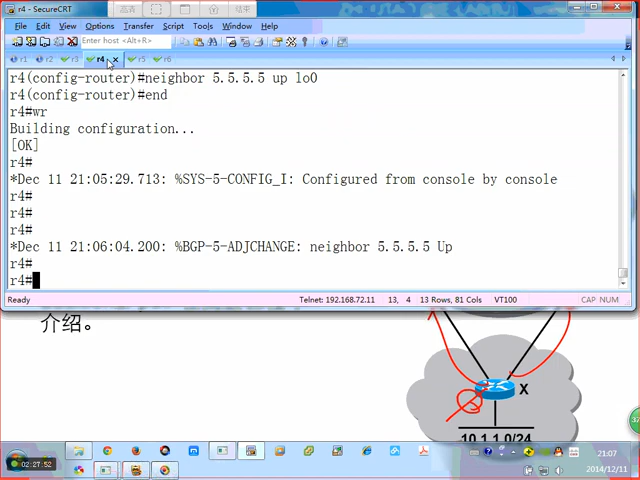 r4 - SecureCRT
File Edit View Options Transfer Script Tools Window Help
Enter host <Alt+R>
r1 r2 r3 r4 r5 r6
r4(config-router)#neighbor 5.5.5.5 up lo0
r4(config-router)#end
r4#wr
Building configuration...
[OK]
r4#
*Dec 11 21:05:29.713: %SYS-5-CONFIG_I: Configured from console by console
r4#
r4#
r4#
*Dec 11 21:06:04.200: %BGP-5-ADJCHANGE: neighbor 5.5.5.5 Up
r4#
r4#
Ready Telnet: 192.168.72.11 13, 4 13 Rows, 81 Cols VT100 CAP NUM
介绍。
X
10.1.1.0/24
32
21:07
02:27:52
2014/12/11